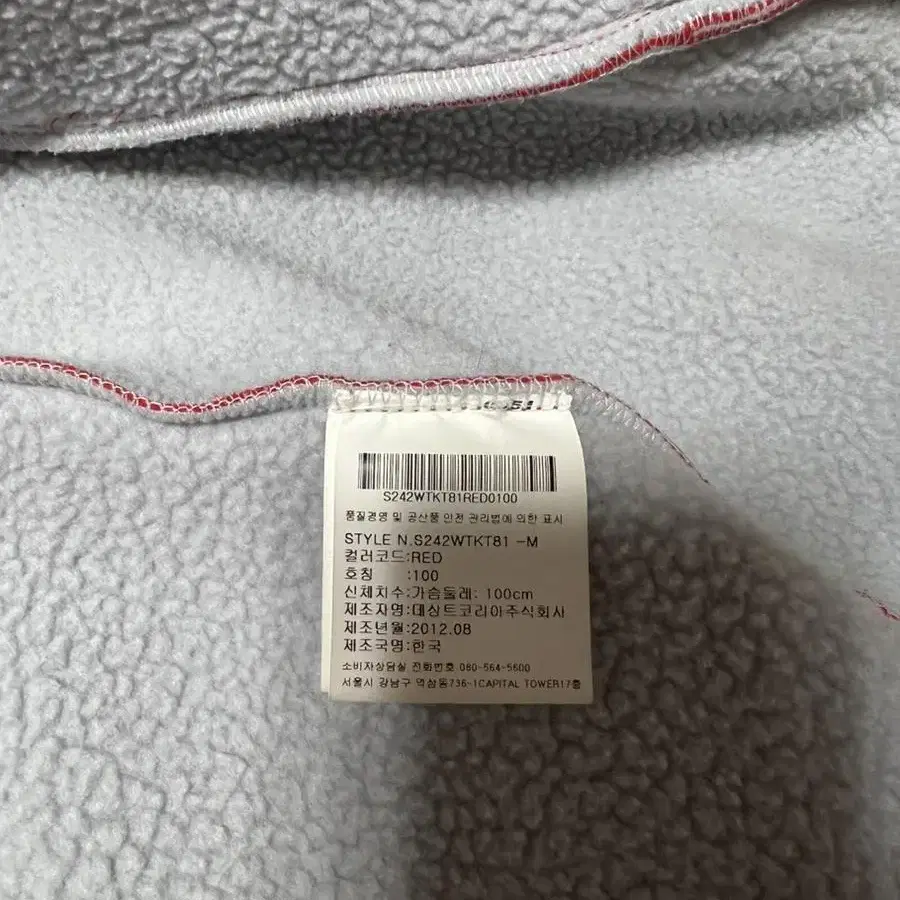 S242WTKT81RED0100
품질경영 및 공산품 안전 관리법에 의한 표시
STYLE N.S242WTKT81 -M
컬러코드:RED
호칭 :100
신체치수:가슴둘레: 100cm
제조자명:데상트코리아주식회사
제조년월:2012.08
제조국명:한국
소비자상담실 전화번호 080-564-5600
서울시 강남구 역삼동736-1CAPITAL TOWER17층